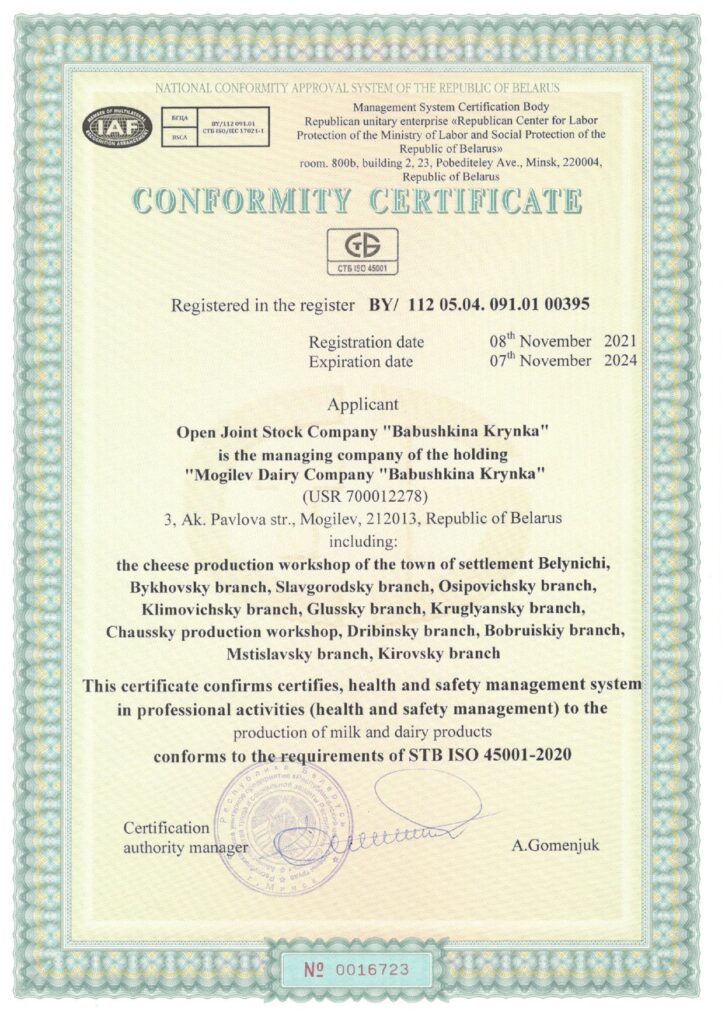 NATIONAL CONFORMITY APPROVAL SYSTEM OF THE REPUBLIC OF BELARUS
MEMBER OF MULTILATERAL
IAF
RECOGNITION ARRANGEMENT
БГЦА
BSCA
BY/112 091.01
СТБ ISO/IEC 17021-1
Management System Certification Body
Republican unitary enterprise «Republican Center for Labor
Protection of the Ministry of Labor and Social Protection of the
Republic of Belarus»
room. 800b, building 2, 23, Pobediteley Ave., Minsk, 220004,
Republic of Belarus
CONFORMITY CERTIFICATE
СТБ ISO 45001
Registered in the register BY/ 112 05.04. 091.01 00395
Registration date 08th November 2021
Expiration date 07th November 2024
Applicant
Open Joint Stock Company "Babushkina Krynka"
is the managing company of the holding
"Mogilev Dairy Company "Babushkina Krynka"
(USR 700012278)
3, Ak. Pavlova str., Mogilev, 212013, Republic of Belarus
including:
the cheese production workshop of the town of settlement Belynichi,
Bykhovsky branch, Slavgorodsky branch, Osipovichsky branch,
Klimovichsky branch, Glussky branch, Kruglyansky branch,
Chaussky production workshop, Dribinsky branch, Bobruiskiy branch,
Mstislavsky branch, Kirovsky branch
This certificate confirms certifies, health and safety management system
in professional activities (health and safety management) to the
production of milk and dairy products
conforms to the requirements of STB ISO 45001-2020
Республика Беларусь
г. Минск
Certification
authority manager
A.Gomenjuk
№ 0016723